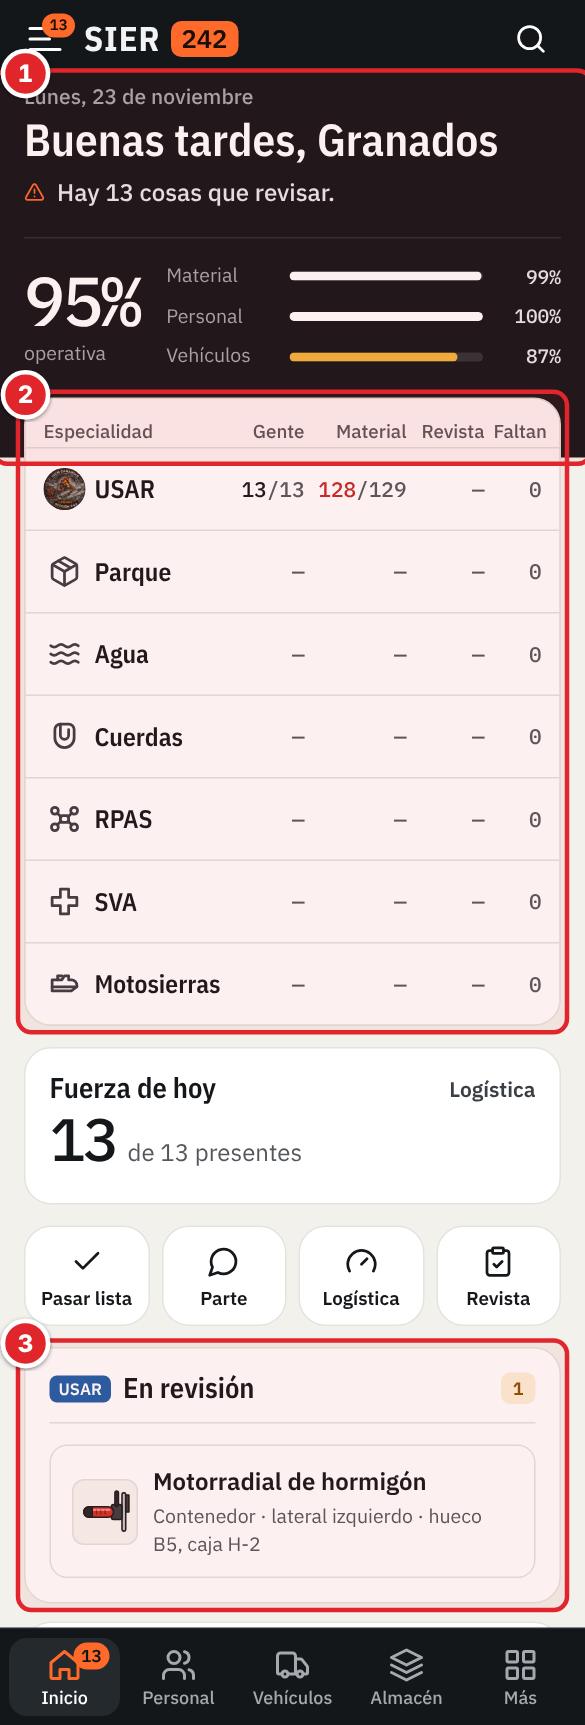 13
SIER 242
1
Lunes, 23 de noviembre
Buenas tardes, Granados
Hay 13 cosas que revisar.
95%
operativa
Material 99%
Personal 100%
Vehículos 87%
2
Especialidad Gente Material Revista Faltan
USAR 13/13 128/129 — 0
Parque — — — 0
Agua — — — 0
Cuerdas — — — 0
RPAS — — — 0
SVA — — — 0
Motosierras — — — 0
Fuerza de hoy Logística
13 de 13 presentes
Pasar lista Parte Logística Revista
3
USAR En revisión 1
Motorradial de hormigón
Contenedor · lateral izquierdo · hueco
B5, caja H-2
13
Inicio Personal Vehículos Almacén Más